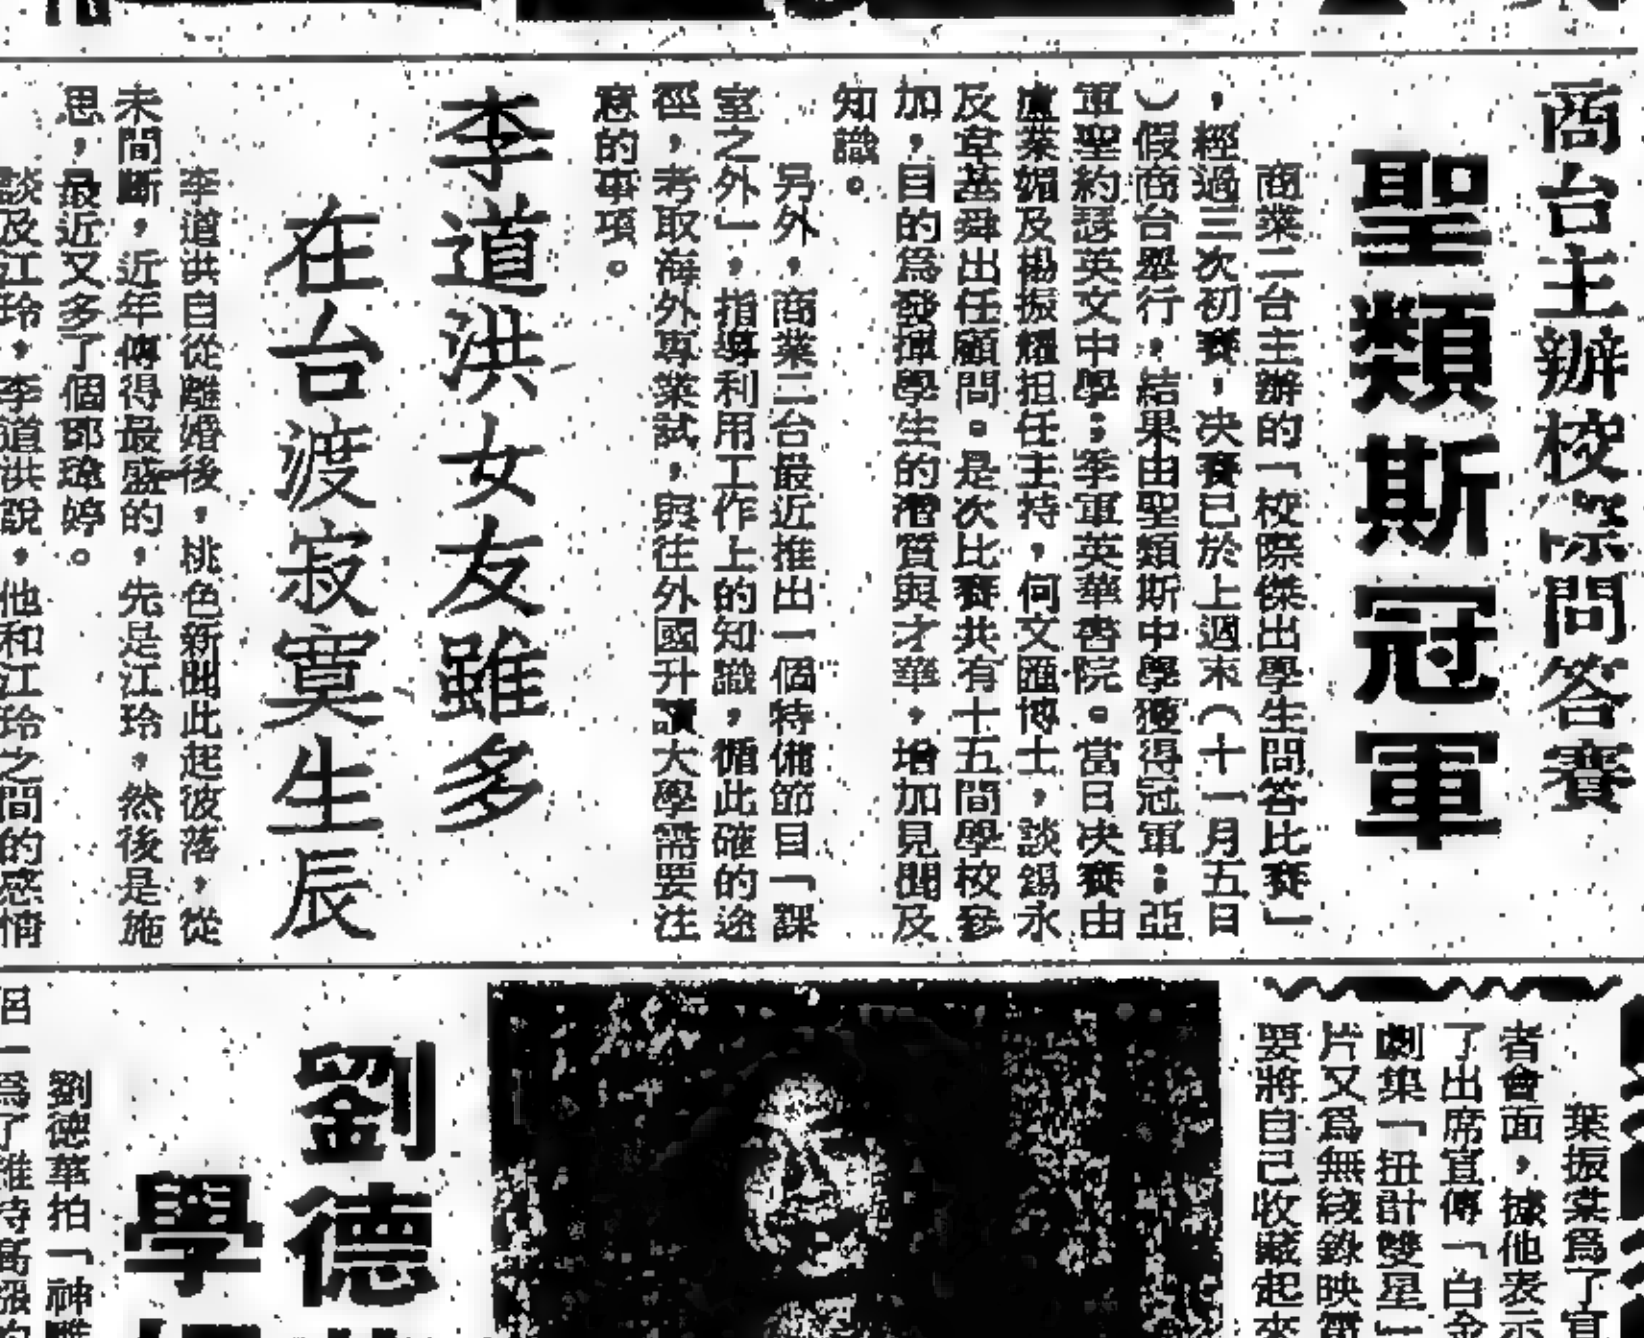 商台主辦校際問答賽
聖類斯冠軍
商業二台主辦的「校際傑出學生問答比賽」
，經過三次初賽，决賽已於上週末（十一月五日
）假商台舉行，結果由聖類斯中學獲得冠軍；亞
軍聖約瑟英文中學；季軍英華書院。當日决賽由
盧業媚及楊振耀担任主持，何文匯博士，談錫永
及韋基舜出任顧問。是次比賽共有十五間學校參
加，目的爲發揮學生的潛質與才華，增加見聞及
知識。
另外，商業二台最近推出一個特備節目「課
室之外」，指導利用工作上的知識，循此確的途
徑，考取海外專業試，與往外國升讀大學需要注
意的事項。
李道洪女友雖多
在台渡寂寞生辰
李道洪自從離婚後，桃色新聞此起彼落，從
未間斷，近年傳得最盛的，先是江玲，然後是施
思，最近又多了個邵婷。
談及江玲，李道洪說，他和江玲之間的感情
葉振棠爲了宣
者會面，據他表示
了出席宣傳「白金
劇集「扭計雙星」
片又爲無綫錄映
要將自己收藏起來
劉德
學
劉德華拍「神鵰
一爲了維持高漲